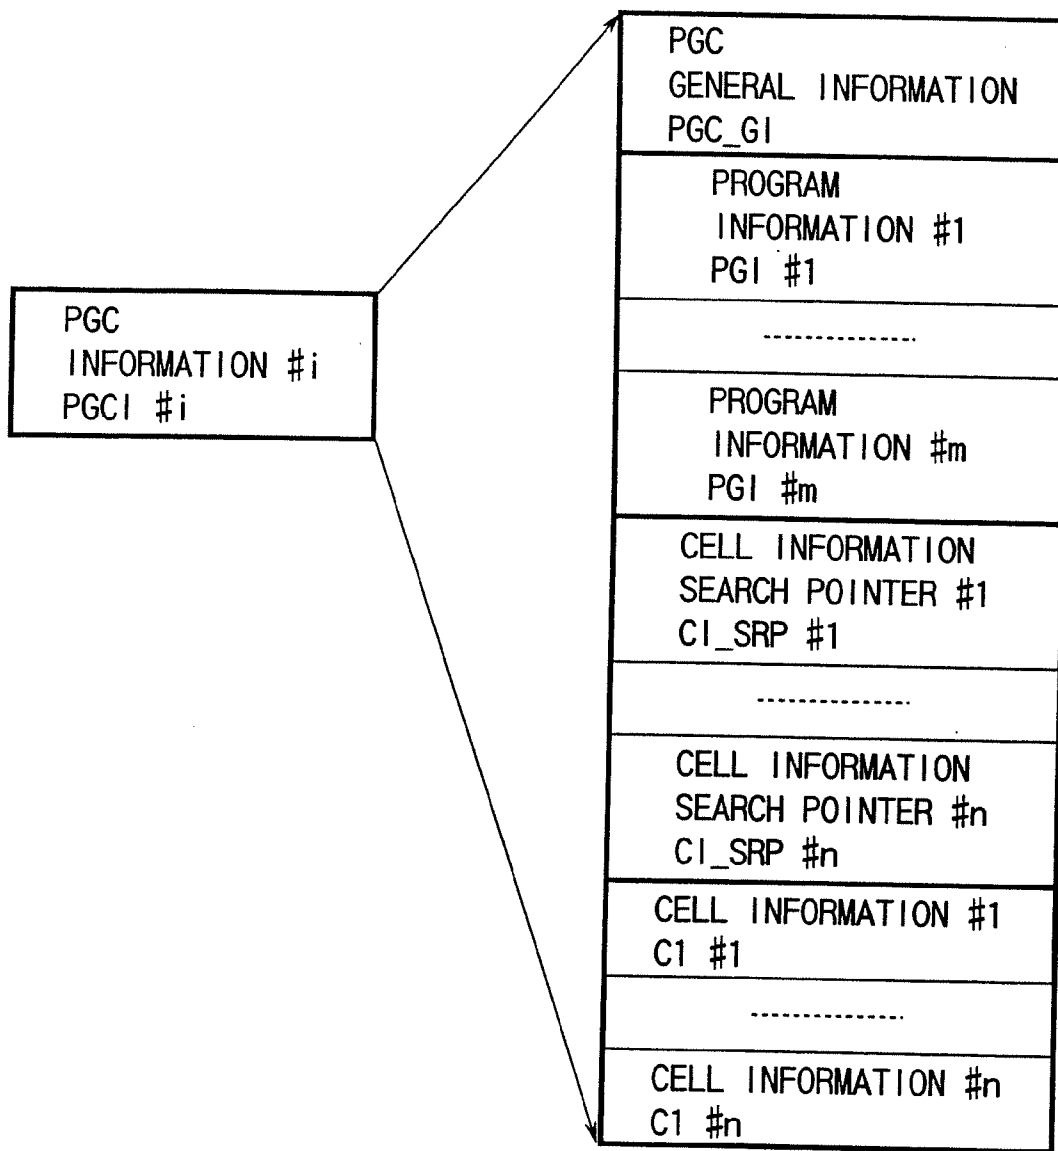 PGC
INFORMATION #i
PGCI #i
PGC
GENERAL INFORMATION
PGC_GI
PROGRAM
INFORMATION #1
PGI #1
PROGRAM
INFORMATION #m
PGI #m
CELL INFORMATION
SEARCH POINTER #1
CI_SRP #1
CELL INFORMATION
SEARCH POINTER #n
CI_SRP #n
CELL INFORMATION #1
C1 #1
CELL INFORMATION #n
C1 #n